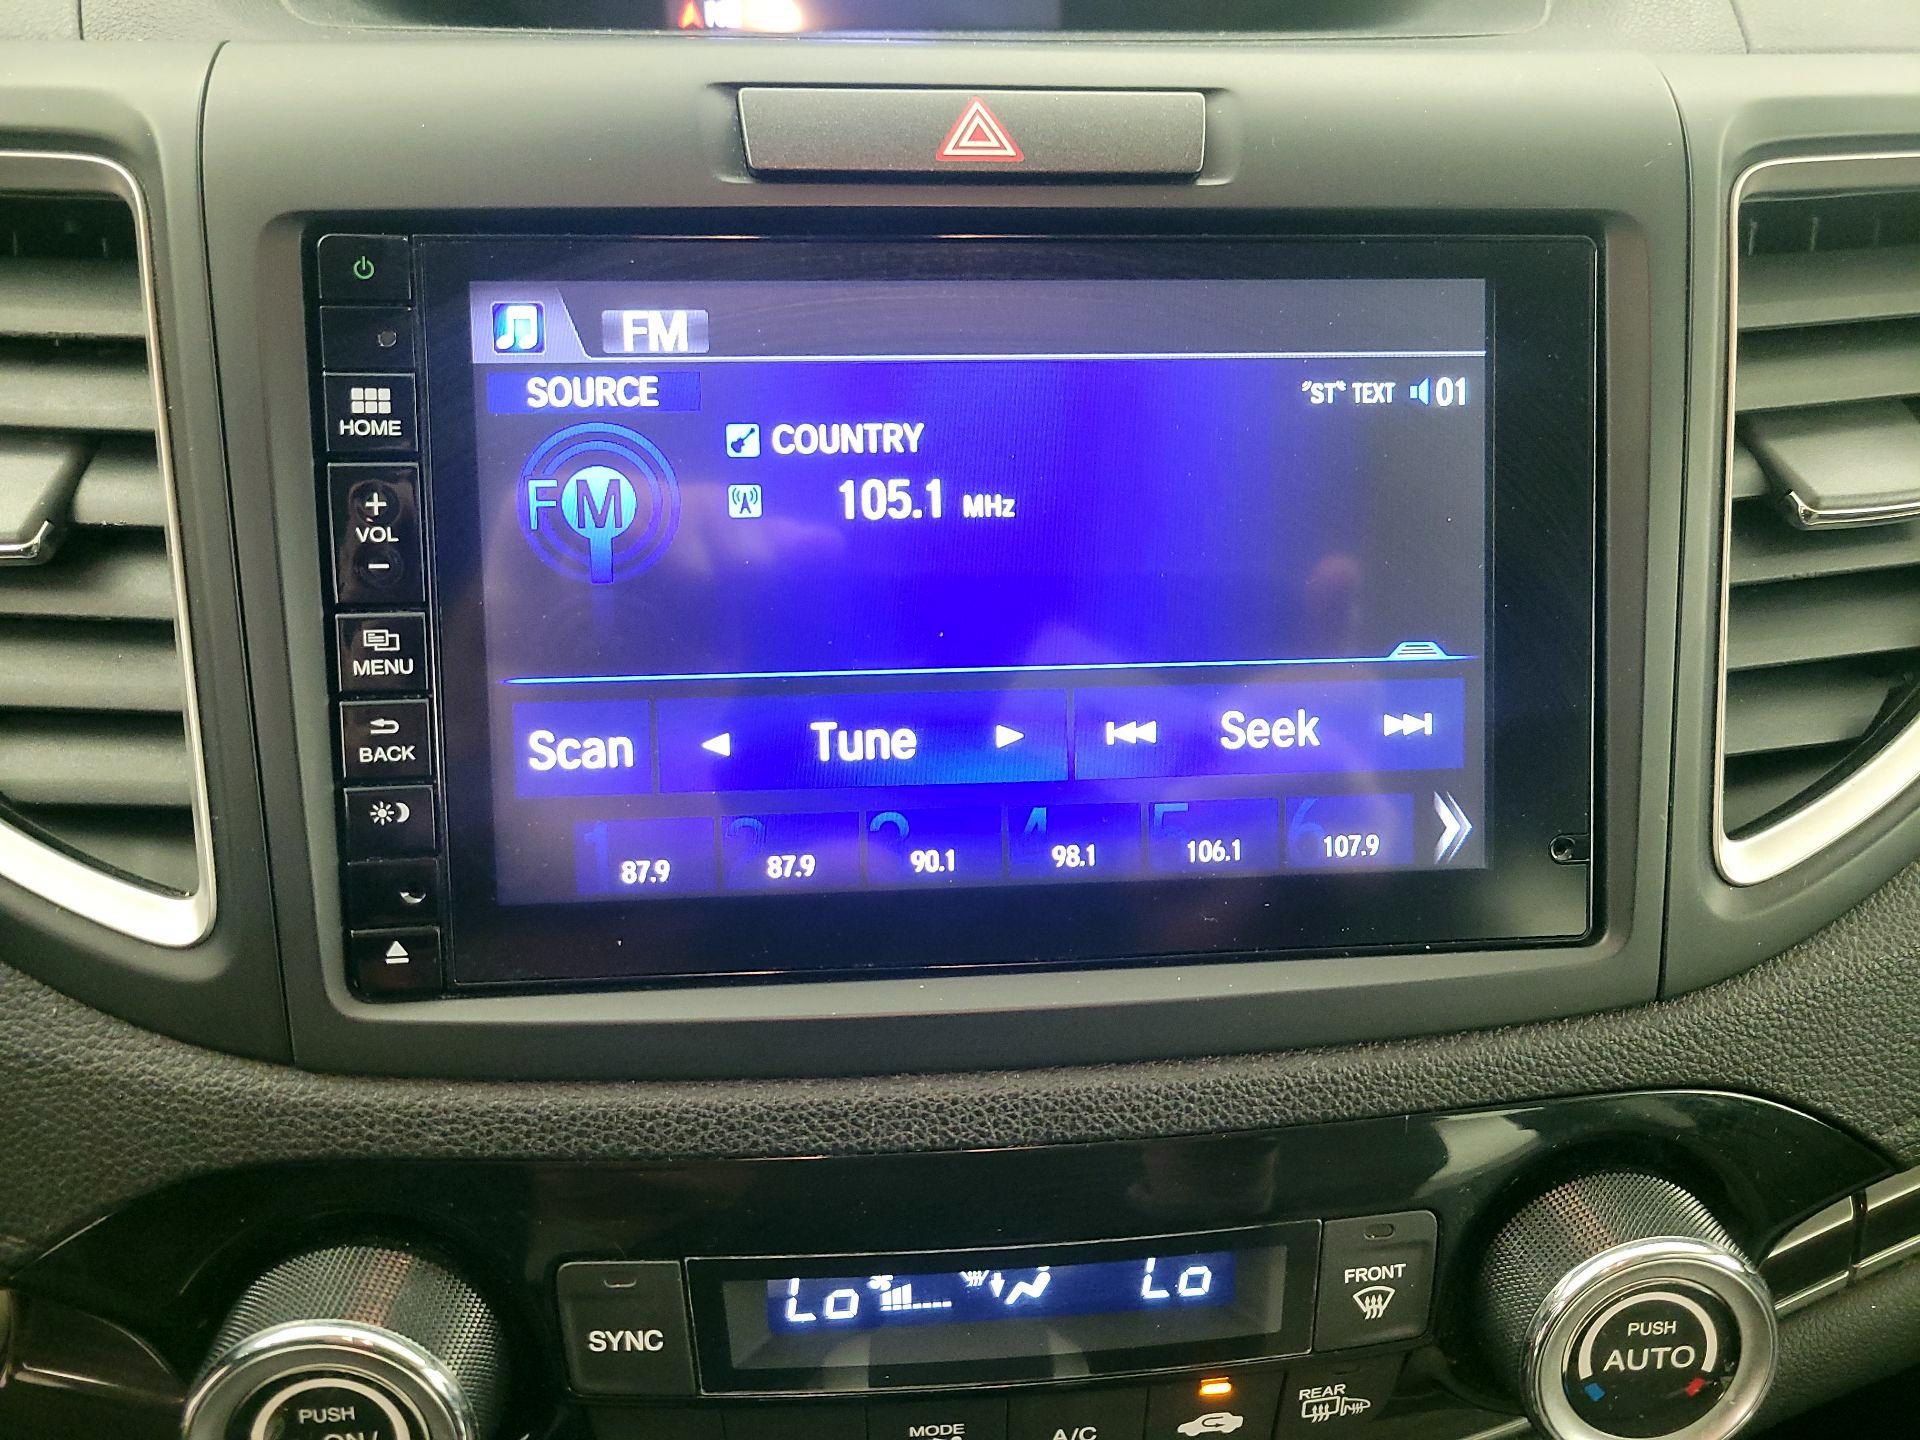 FM
SOURCE
"ST" TEXT 01
COUNTRY
FM
105.1 MHz
Scan Tune Seek
1 2 3 4 5 6
87.9 87.9 90.1 98.1 106.1 107.9
HOME
+
VOL
−
MENU
BACK
Lo Lo
SYNC
FRONT
REAR
PUSH
AUTO
PUSH
ON/
MODE
A/C